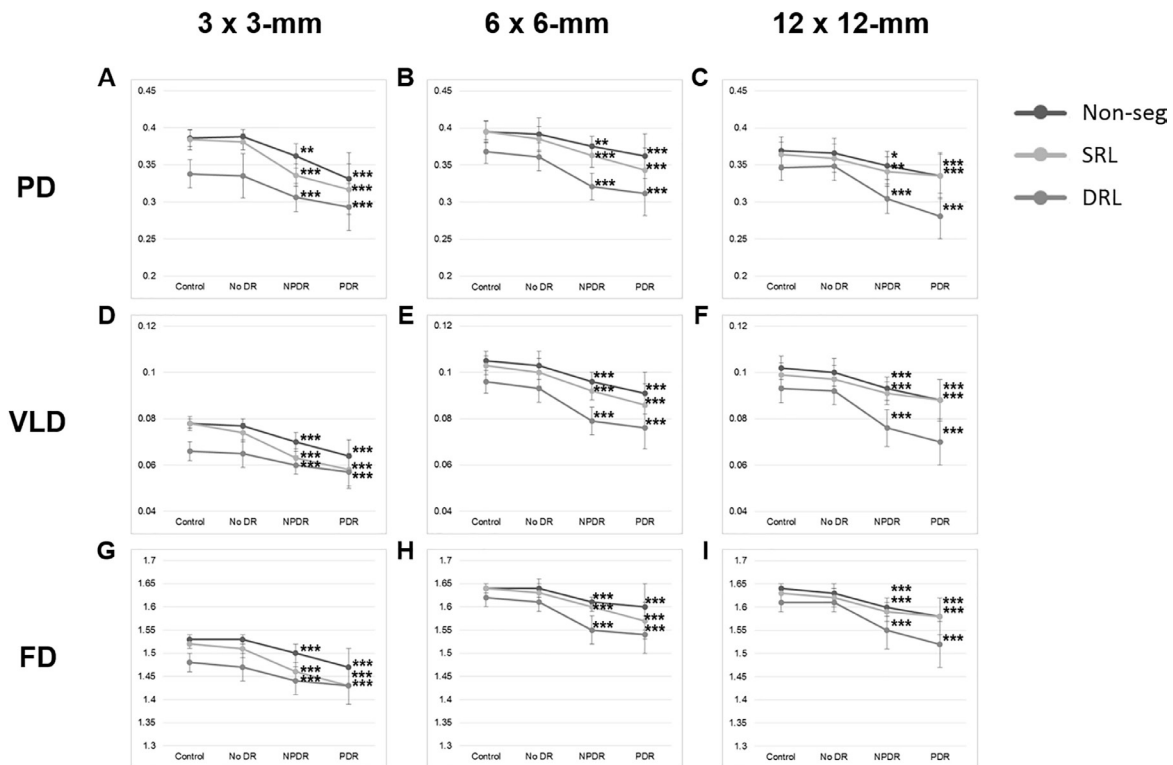 3 x 3-mm 6 x 6-mm 12 x 12-mm
A B C
PD
0.45 0.45 0.45
0.4 0.4 0.4
0.35 0.35 0.35
0.3 0.3 0.3
0.25 0.25 0.25
0.2 0.2 0.2
** *** *** *** *** ***
** *** *** *** *** ***
* ** *** *** *** ***
Control No DR NPDR PDR Control No DR NPDR PDR Control No DR NPDR PDR
Non-seg
SRL
DRL
D E F
VLD
0.12 0.12 0.12
0.1 0.1 0.1
0.08 0.08 0.08
0.06 0.06 0.06
0.04 0.04 0.04
*** *** *** *** *** ***
*** *** *** *** *** ***
*** *** *** *** *** ***
Control No DR NPDR PDR Control No DR NPDR PDR Control No DR NPDR PDR
G H I
FD
1.7 1.7 1.7
1.65 1.65 1.65
1.6 1.6 1.6
1.55 1.55 1.55
1.5 1.5 1.5
1.45 1.45 1.45
1.4 1.4 1.4
1.35 1.35 1.35
1.3 1.3 1.3
*** *** *** *** *** ***
*** *** *** *** *** ***
*** *** *** *** *** ***
Control No DR NPDR PDR Control No DR NPDR PDR Control No DR NPDR PDR